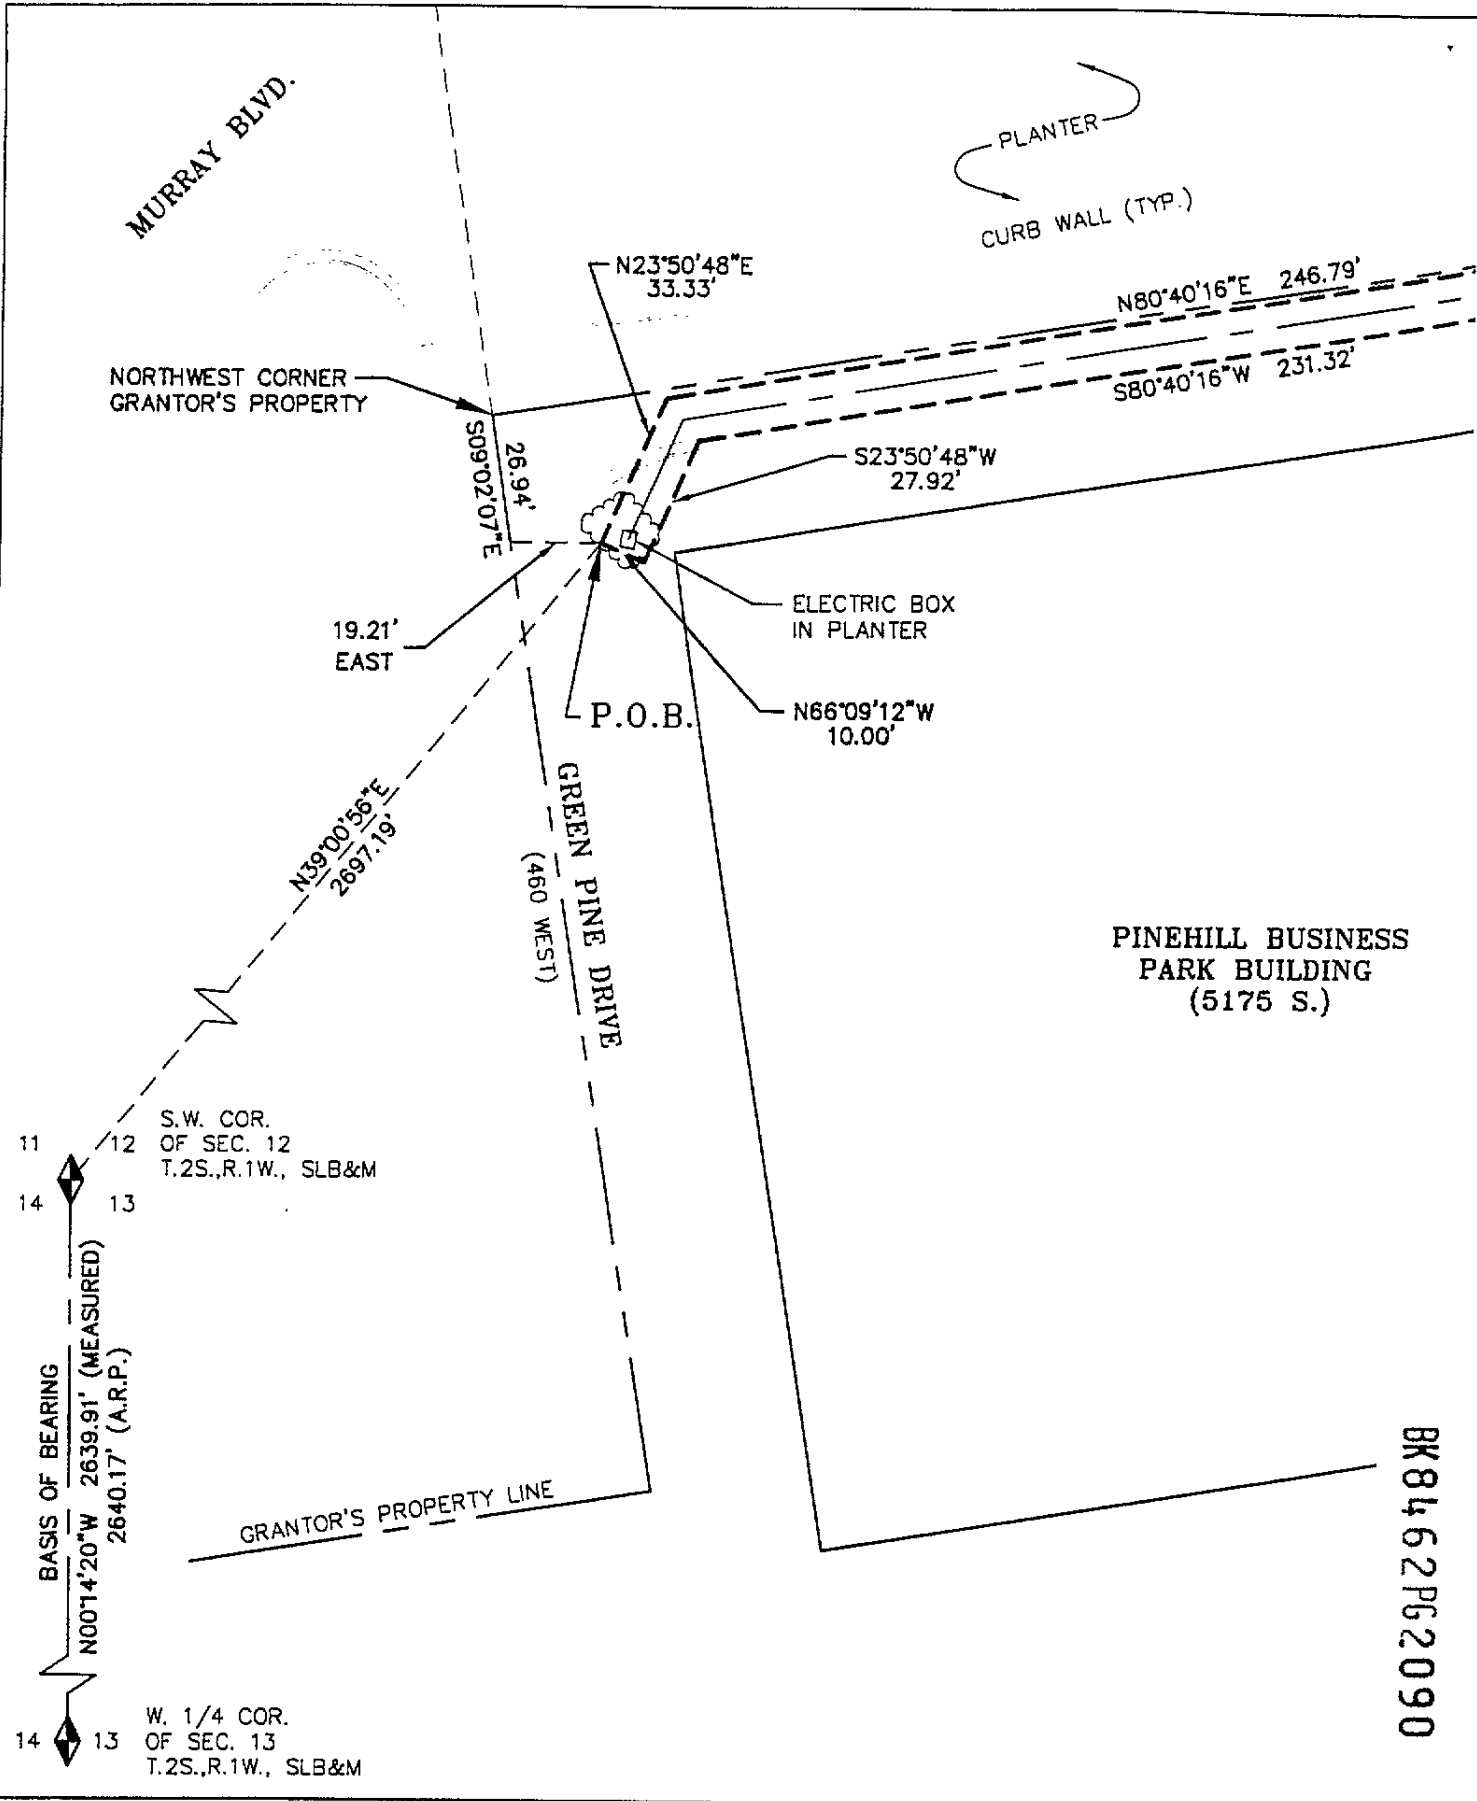 MURRAY BLVD.
PLANTER
CURB WALL (TYP.)
N23°50'48"E
33.33'
N80°40'16"E 246.79'
S80°40'16"W 231.32'
NORTHWEST CORNER
GRANTOR'S PROPERTY
26.94'
S09°02'07"E
S23°50'48"W
27.92'
ELECTRIC BOX
IN PLANTER
19.21'
EAST
P.O.B.
N66°09'12"W
10.00'
N39°00'56"E
2697.19'
GREEN PINE DRIVE
(460 WEST)
PINEHILL BUSINESS
PARK BUILDING
(5175 S.)
11 12
14 13
S.W. COR.
OF SEC. 12
T.2S.,R.1W., SLB&M
BASIS OF BEARING
N00°14'20"W 2639.91' (MEASURED)
2640.17' (A.R.P.)
GRANTOR'S PROPERTY LINE
14 13
W. 1/4 COR.
OF SEC. 13
T.2S.,R.1W., SLB&M
BK8462PG2090